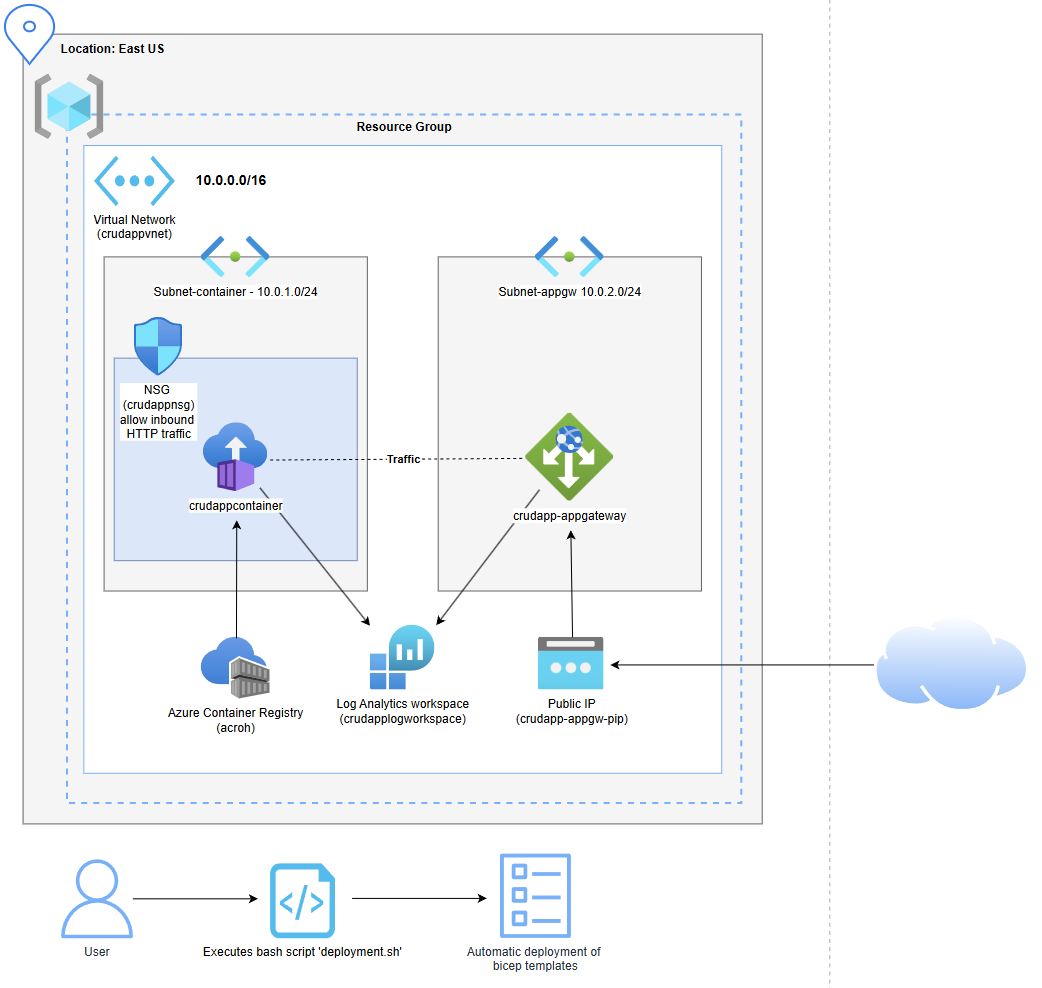 Location: East US
Resource Group
10.0.0.0/16
Virtual Network
(crudappvnet)
Subnet-container - 10.0.1.0/24
Subnet-appgw 10.0.2.0/24
NSG
(crudappnsg)
allow inbound
HTTP traffic
Traffic
crudappcontainer
crudapp-appgateway
Azure Container Registry
(acroh)
Log Analytics workspace
(crudapplogworkspace)
Public IP
(crudapp-appgw-pip)
User
Executes bash script 'deployment.sh'
Automatic deployment of
bicep templates